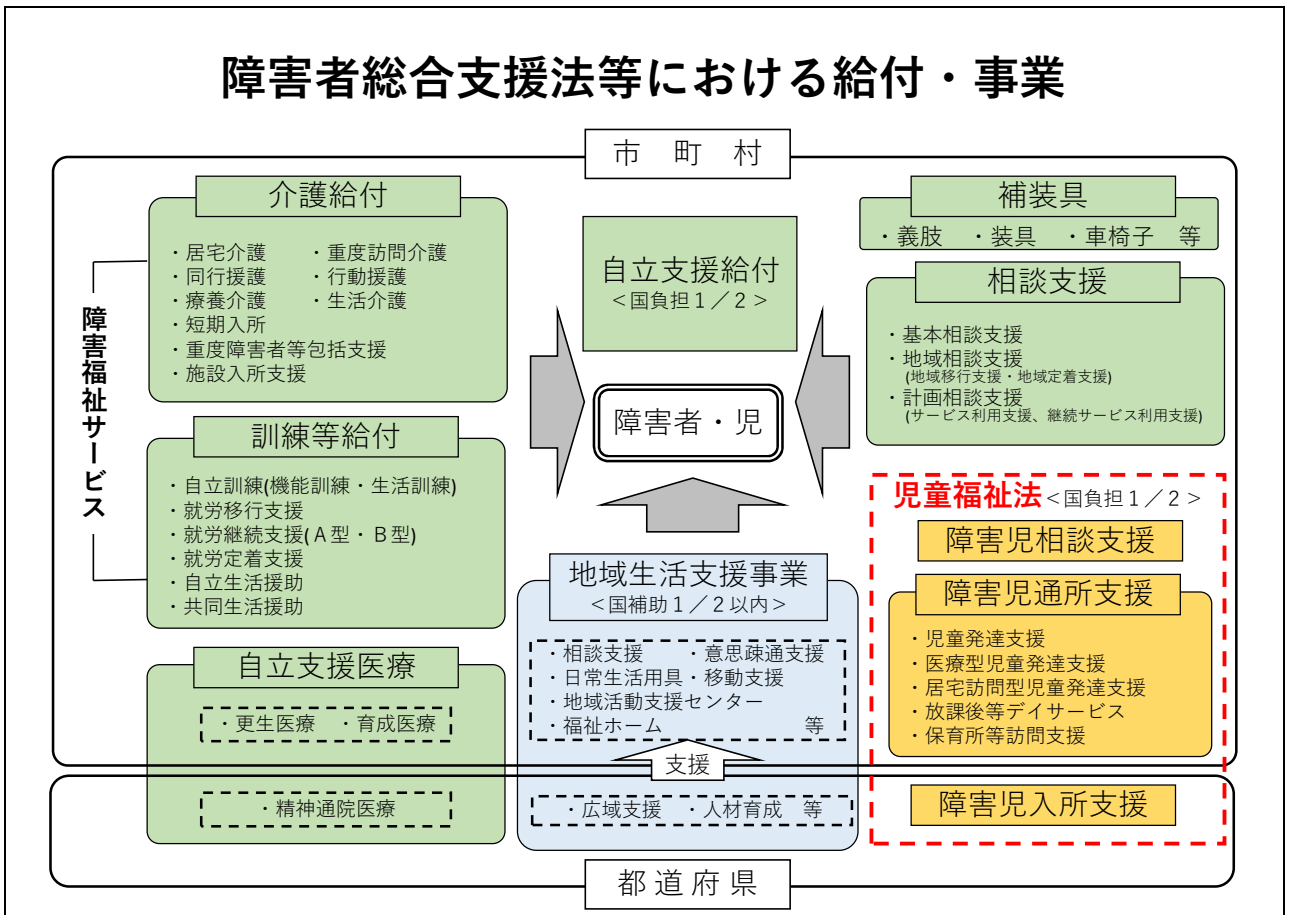 障害者総合支援法等における給付・事業
市　町　村
介護給付
・居宅介護　・重度訪問介護
・同行援護　・行動援護
・療養介護　・生活介護
・短期入所
・重度障害者等包括支援
・施設入所支援
障害福祉サービス
訓練等給付
・自立訓練(機能訓練・生活訓練)
・就労移行支援
・就労継続支援(Ａ型・Ｂ型)
・就労定着支援
・自立生活援助
・共同生活援助
自立支援医療
・更生医療　・育成医療
・精神通院医療
自立支援給付
＜国負担１／２＞
障害者・児
地域生活支援事業
＜国補助１／２以内＞
・相談支援　・意思疎通支援
・日常生活用具・移動支援
・地域活動支援センター
・福祉ホーム　等
支援
・広域支援　・人材育成　等
補装具
・義肢　・装具　・車椅子　等
相談支援
・基本相談支援
・地域相談支援
(地域移行支援・地域定着支援)
・計画相談支援
(サービス利用支援、継続サービス利用支援)
児童福祉法＜国負担１／２＞
障害児相談支援
障害児通所支援
・児童発達支援
・医療型児童発達支援
・居宅訪問型児童発達支援
・放課後等デイサービス
・保育所等訪問支援
障害児入所支援
都道府県